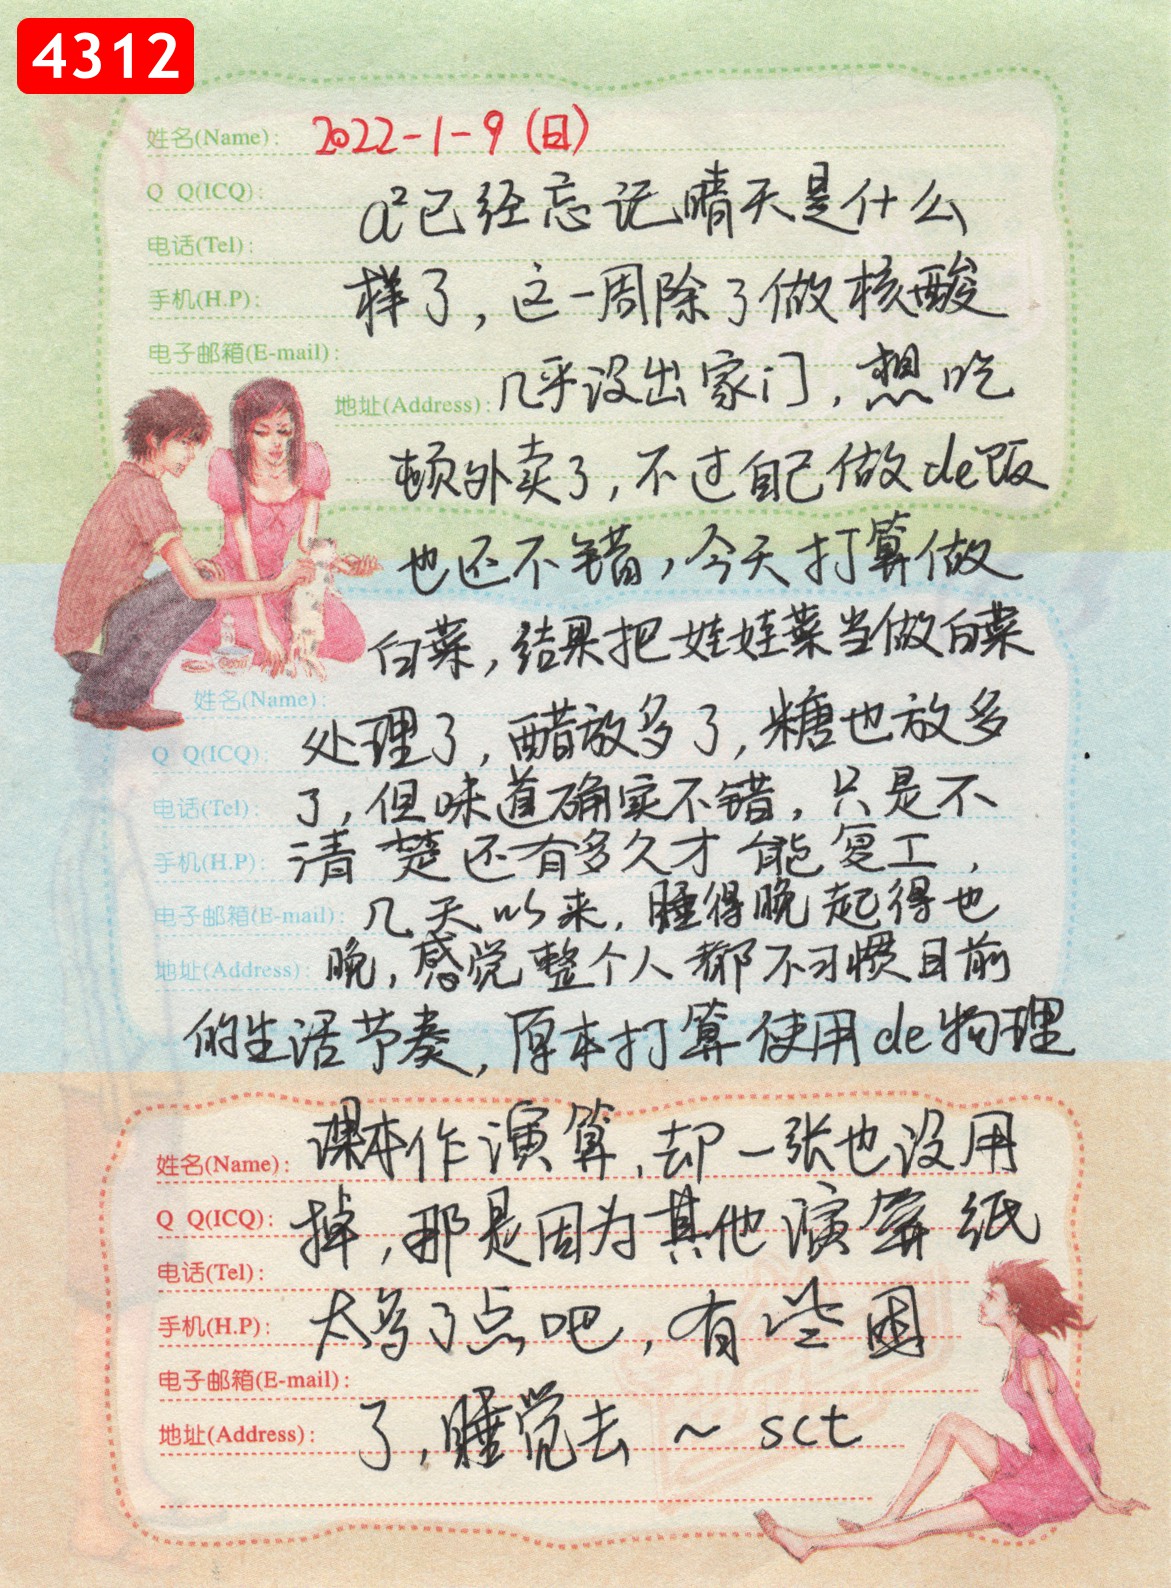 4312
姓名(Name): 2022-1-9(日)
Q Q(ICQ): a²已经忘记晴天是什么
电话(Tel):
手机(H.P): 样了，这一周除了做核酸
电子邮箱(E-mail):
地址(Address): 几乎没出家门，想吃
顿外卖了，不过自己做de饭
也还不错，今天打算做
白菜，结果把娃娃菜当做白菜
姓名(Name):
处理了，醋放多了，糖也放多
Q Q(ICQ):
电话(Tel): 了，但味道确实不错，只是不
手机(H.P): 清楚还有多久才能复工，
电子邮箱(E-mail): 几天以来，睡得晚起得也
地址(Address): 晚，感觉整个人都不习惯目前
的生活节奏，原本打算使用de物理
姓名(Name): 课本作演算，却一张也没用
Q Q(ICQ): 掉，那是因为其他演算纸
电话(Tel):
手机(H.P): 太多了点吧，有些困
电子邮箱(E-mail):
地址(Address): 了，睡觉去~sct